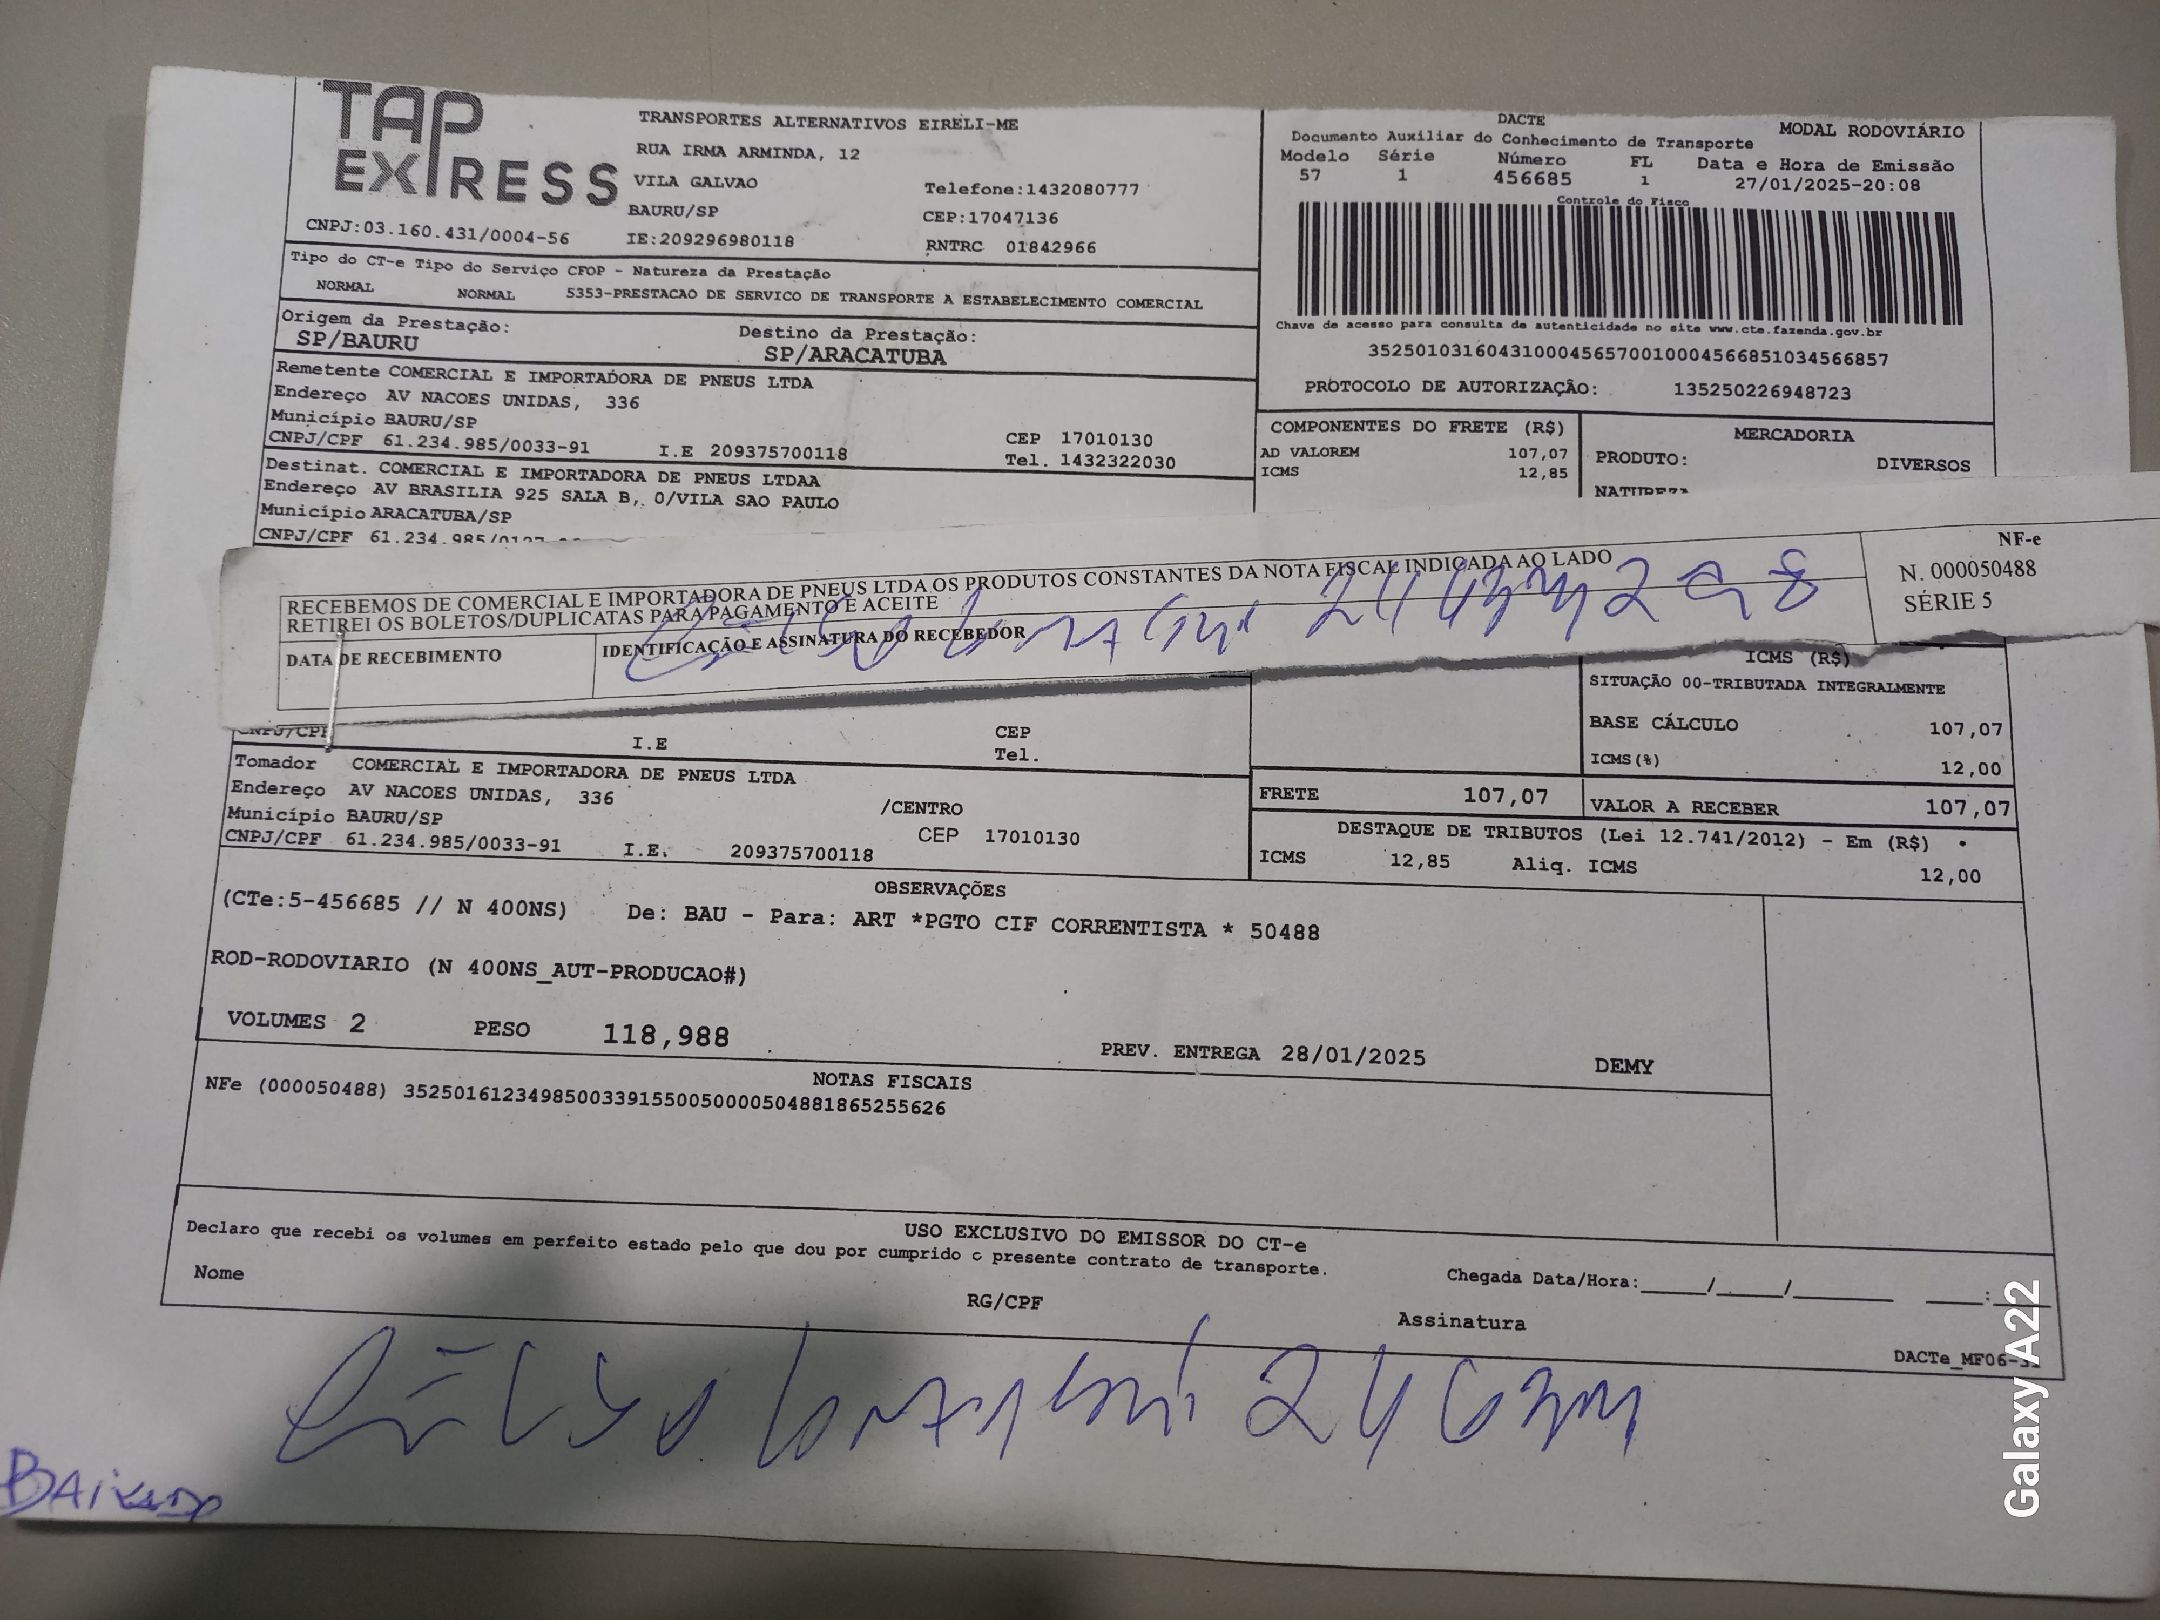 TAP EXPRESS
TRANSPORTES ALTERNATIVOS EIRELI-ME
RUA IRMA ARMINDA, 12
VILA GALVAO
Telefone:1432080777
BAURU/SP
CEP:17047136
CNPJ:03.160.431/0004-56
IE:209296980118
RNTRC 01842966
DACTE
MODAL RODOVIÁRIO
Documento Auxiliar do Conhecimento de Transporte
Modelo Série Número FL Data e Hora de Emissão
57 1 456685 1 27/01/2025-20:08
Controle do Fisco
Chave de acesso para consulta de autenticidade no site www.cte.fazenda.gov.br
35250103160431000456570010004566851034566857
PROTOCOLO DE AUTORIZAÇÃO: 135250226948723
Tipo do CT-e Tipo do Serviço CFOP - Natureza da Prestação
NORMAL NORMAL 5353-PRESTACAO DE SERVICO DE TRANSPORTE A ESTABELECIMENTO COMERCIAL
Origem da Prestação: Destino da Prestação:
SP/BAURU SP/ARACATUBA
Remetente COMERCIAL E IMPORTADORA DE PNEUS LTDA
Endereço AV NACOES UNIDAS, 336
Município BAURU/SP
CEP 17010130
CNPJ/CPF 61.234.985/0033-91 I.E 209375700118
Tel. 1432322030
Destinat. COMERCIAL E IMPORTADORA DE PNEUS LTDAA
Endereço AV BRASILIA 925 SALA B, 0/VILA SAO PAULO
Município ARACATUBA/SP
CNPJ/CPF 61.234.985/
COMPONENTES DO FRETE (R$)
AD VALOREM 107,07
ICMS 12,85
MERCADORIA
PRODUTO: DIVERSOS
RECEBEMOS DE COMERCIAL E IMPORTADORA DE PNEUS LTDA OS PRODUTOS CONSTANTES DA NOTA FISCAL INDICADA AO LADO
RETIREI OS BOLETOS/DUPLICATAS PARA PAGAMENTO E ACEITE
DATA DE RECEBIMENTO
IDENTIFICAÇÃO E ASSINATURA DO RECEBEDOR
NF-e
N. 000050488
SÉRIE 5
ICMS (R$)
SITUAÇÃO 00-TRIBUTADA INTEGRALMENTE
BASE CÁLCULO 107,07
ICMS(%) 12,00
CNPJ/CPF I.E CEP
Tel.
Tomador COMERCIAL E IMPORTADORA DE PNEUS LTDA
Endereço AV NACOES UNIDAS, 336 /CENTRO
Município BAURU/SP CEP 17010130
CNPJ/CPF 61.234.985/0033-91 I.E. 209375700118
FRETE 107,07 VALOR A RECEBER 107,07
DESTAQUE DE TRIBUTOS (Lei 12.741/2012) - Em (R$)
ICMS 12,85 Aliq. ICMS 12,00
OBSERVAÇÕES
(CTe:5-456685 // N 400NS) De: BAU - Para: ART *PGTO CIF CORRENTISTA * 50488
ROD-RODOVIARIO (N 400NS_AUT-PRODUCAO#)
VOLUMES 2 PESO 118,988
PREV. ENTREGA 28/01/2025 DEMY
NOTAS FISCAIS
NFe (000050488) 35250161234985003391550050000504881865255626
USO EXCLUSIVO DO EMISSOR DO CT-e
Declaro que recebi os volumes em perfeito estado pelo que dou por cumprido o presente contrato de transporte.
Nome RG/CPF Assinatura
Chegada Data/Hora:____/____/______ ____:____
BAIXADO
Galaxy A22